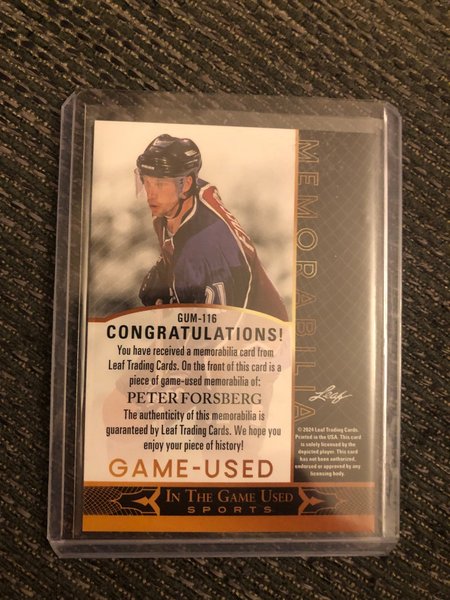 MEMORABILIA
GUM-116
CONGRATULATIONS!
You have received a memorabilia card from
Leaf Trading Cards. On the front of this card is a
piece of game-used memorabilia of:
PETER FORSBERG
The authenticity of this memorabilia is
guaranteed by Leaf Trading Cards. We hope you
enjoy your piece of history!
GAME-USED
Leaf
© 2024 Leaf Trading Cards.
Printed in the USA. This card
is solely licensed by the
depicted player. This card
has not been authorized,
endorsed or approved by any
licensing body.
IN THE GAME USED
SPORTS